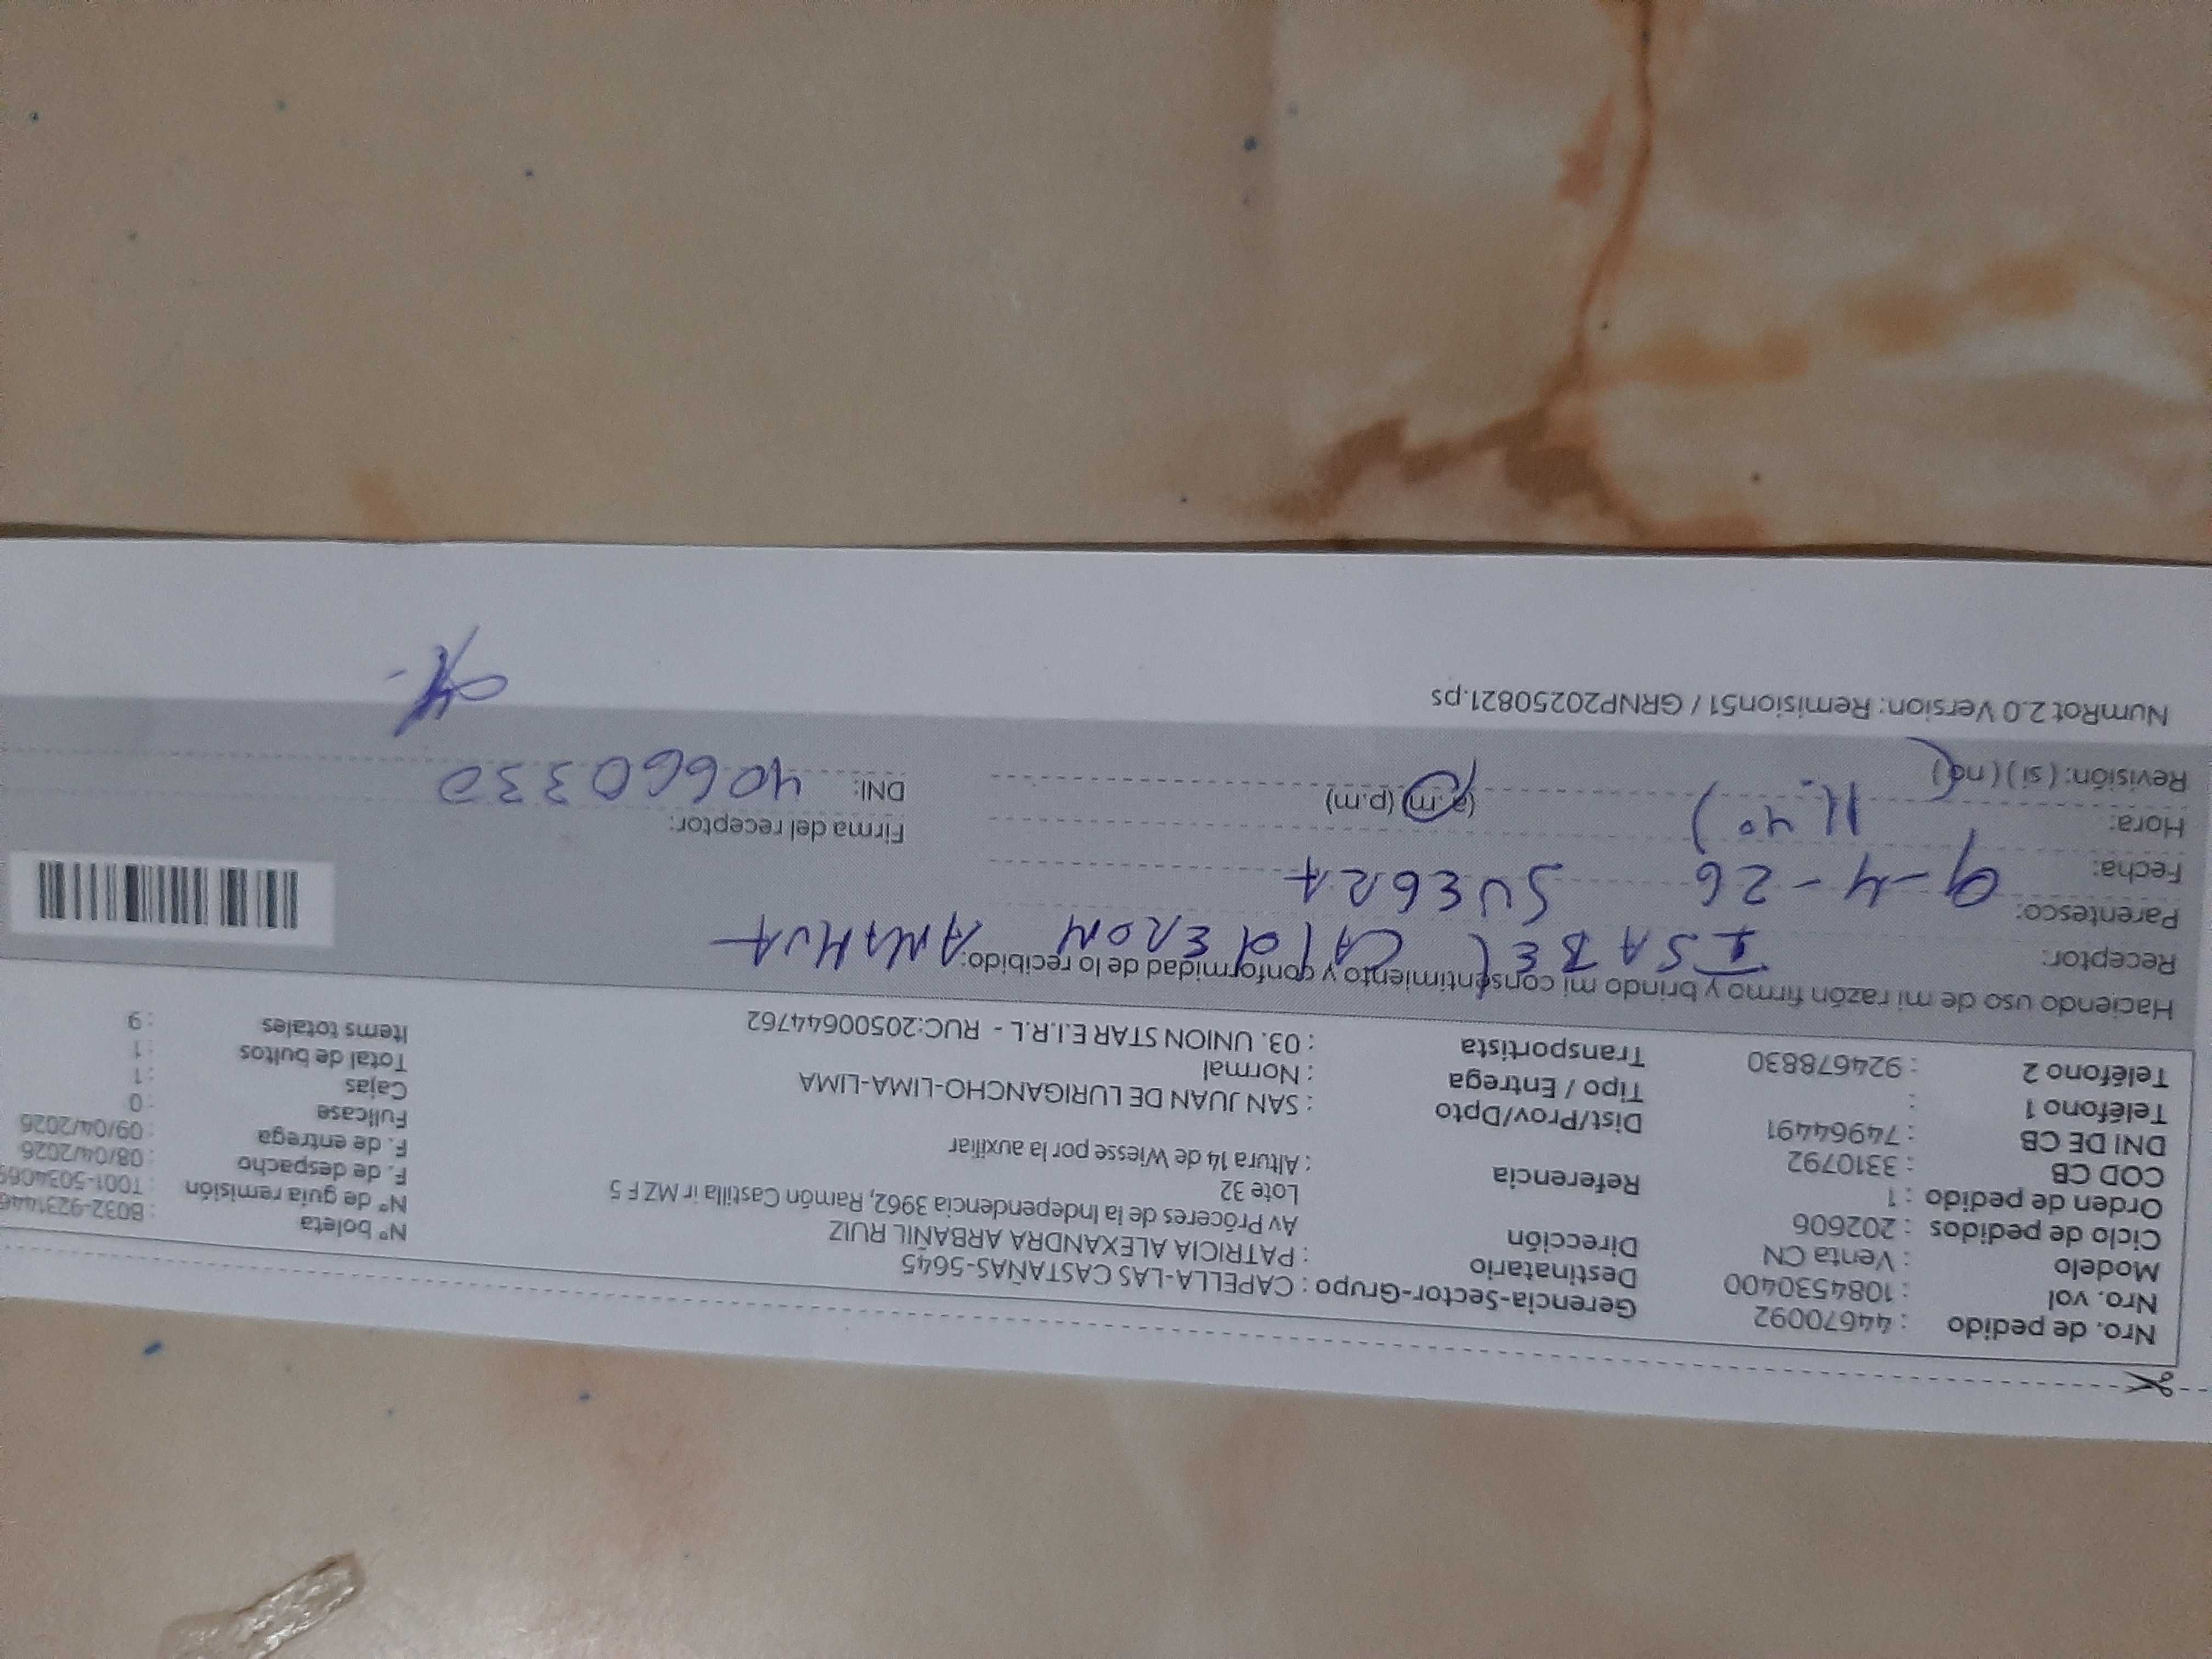 Nro. de pedido : 44670092
Nro. vol : 1084530400
Modelo : Venta CN
Ciclo de pedidos : 202606
Orden de pedido : 1
COD CB : 3310792
DNI DE CB : 74964491
Teléfono 1 :
Teléfono 2 : 924678830
Gerencia-Sector-Grupo : CAPELLA-LAS CASTAÑAS-5645
Destinatario : PATRICIA ALEXANDRA ARBAÑIL RUIZ
Dirección Av Próceres de la Independencia 3962, Ramón Castilla ir MZ F 5
Lote 32
Referencia : Altura 14 de Wiesse por la auxiliar
Dist/Prov/Dpto : SAN JUAN DE LURIGANCHO-LIMA-LIMA
Tipo / Entrega : Normal
Transportista : 03. UNION STAR E.I.R.L - RUC:20500644762
N° boleta : B032-9231446
N° de guía remisión : T001-5034069
F. de despacho : 08/04/2026
F. de entrega : 09/04/2026
Fullcase : 0
Cajas : 1
Total de bultos : 1
Items totales : 9
Haciendo uso de mi razón firmo y brindo mi consentimiento y conformidad de lo recibido:
Receptor: ISABEl CAldERON
Parentesco: SUEGRA
Fecha: 9-4-26
Hora: 11.40 (a.m) (p.m)
Revisión: ( si ) ( no )
Firma del receptor:
DNI: 40660330
NumRot 2.0 Version: Remision51 / GRNP20250821.ps